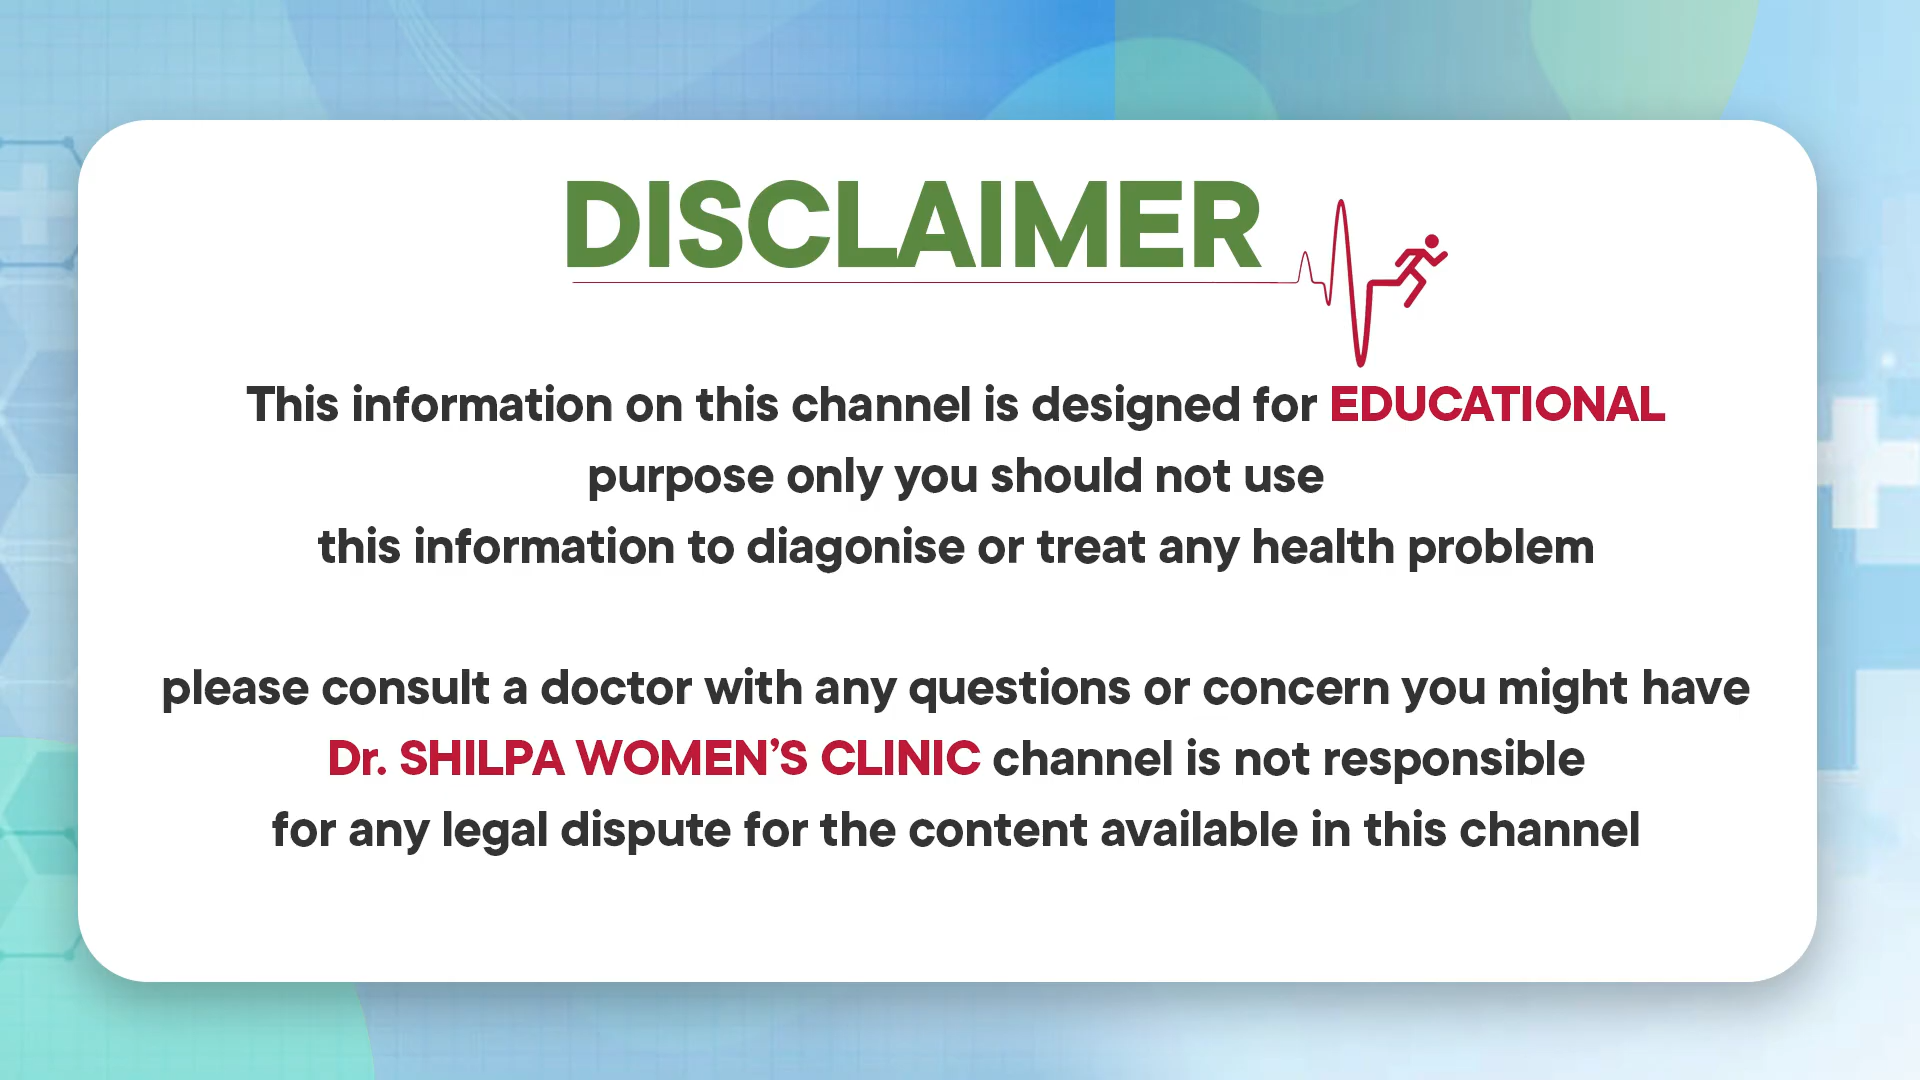 DISCLAIMER
This information on this channel is designed for EDUCATIONAL
purpose only you should not use
this information to diagonise or treat any health problem
please consult a doctor with any questions or concern you might have
Dr. SHILPA WOMEN’S CLINIC channel is not responsible
for any legal dispute for the content available in this channel